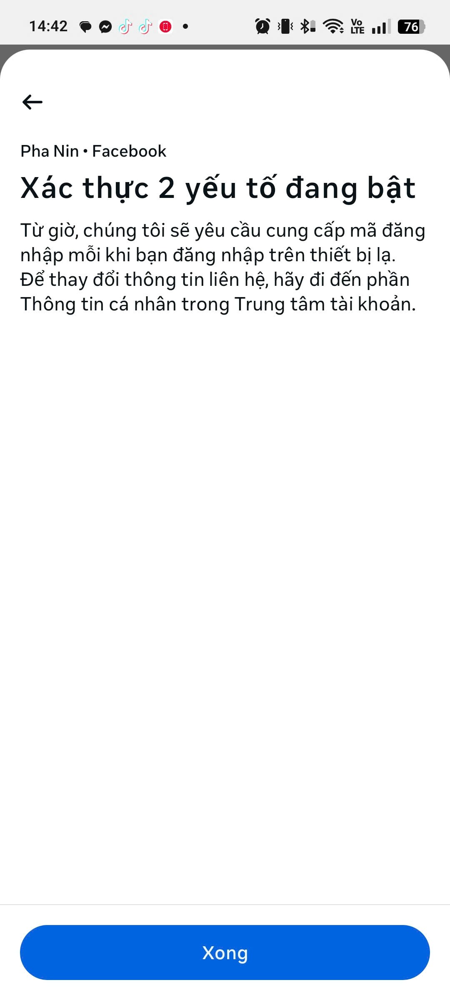 14:42
Vo
LTE
76
Pha Nin • Facebook
Xác thực 2 yếu tố đang bật
Từ giờ, chúng tôi sẽ yêu cầu cung cấp mã đăng
nhập mỗi khi bạn đăng nhập trên thiết bị lạ.
Để thay đổi thông tin liên hệ, hãy đi đến phần
Thông tin cá nhân trong Trung tâm tài khoản.
Xong